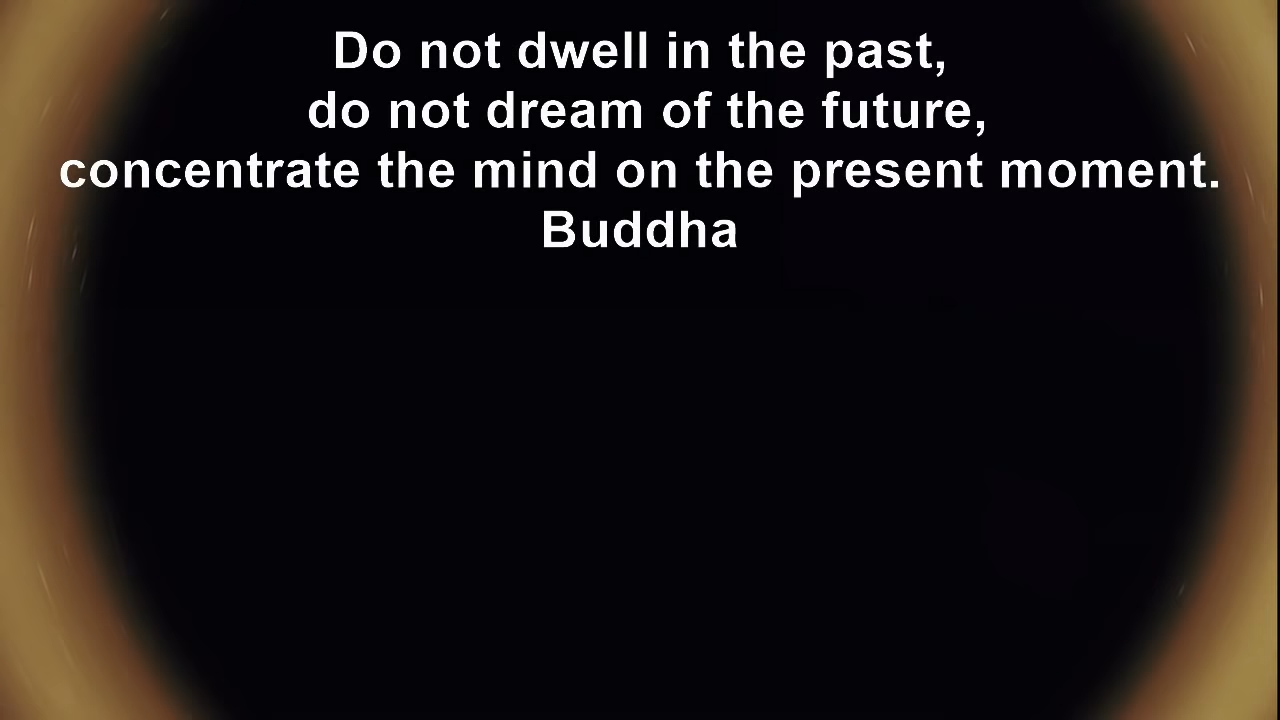 Do not dwell in the past,
do not dream of the future,
concentrate the mind on the present moment.
Buddha